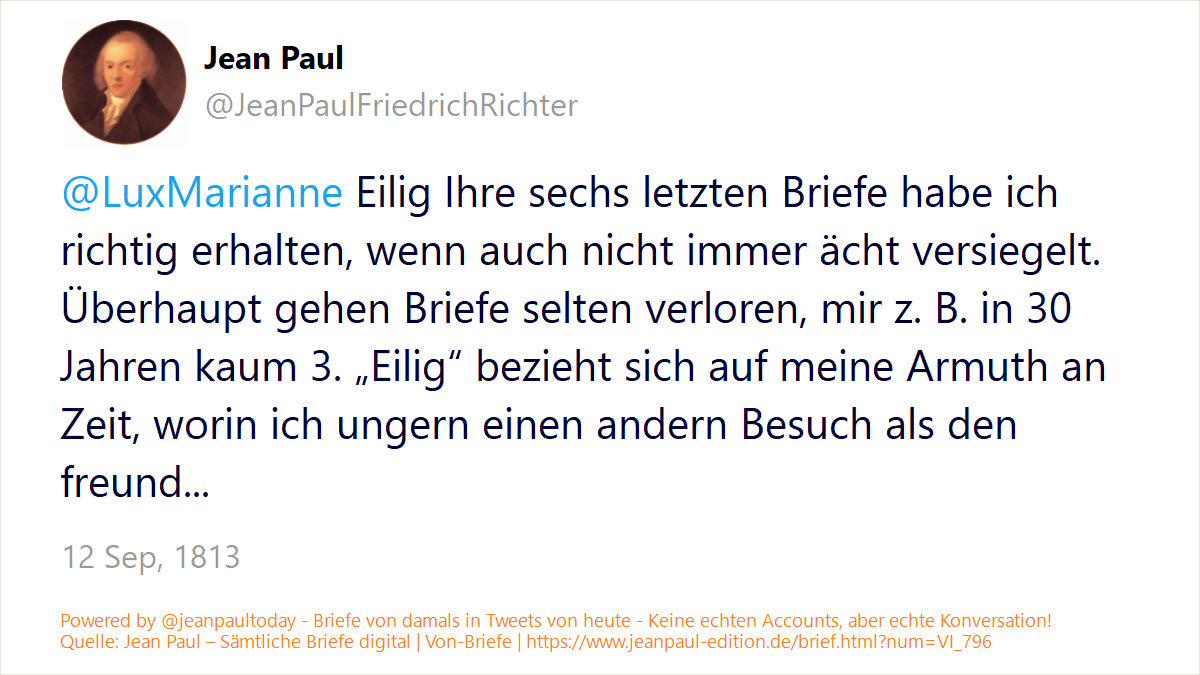 Jean Paul
@JeanPaulFriedrichRichter
@LuxMarianne Eilig Ihre sechs letzten Briefe habe ich
richtig erhalten, wenn auch nicht immer ächt versiegelt.
Überhaupt gehen Briefe selten verloren, mir z. B. in 30
Jahren kaum 3. „Eilig“ bezieht sich auf meine Armuth an
Zeit, worin ich ungern einen andern Besuch als den
freund...
12 Sep, 1813
Powered by @jeanpaultoday - Briefe von damals in Tweets von heute - Keine echten Accounts, aber echte Konversation!
Quelle: Jean Paul – Sämtliche Briefe digital | Von-Briefe | https://www.jeanpaul-edition.de/brief.html?num=VI_796